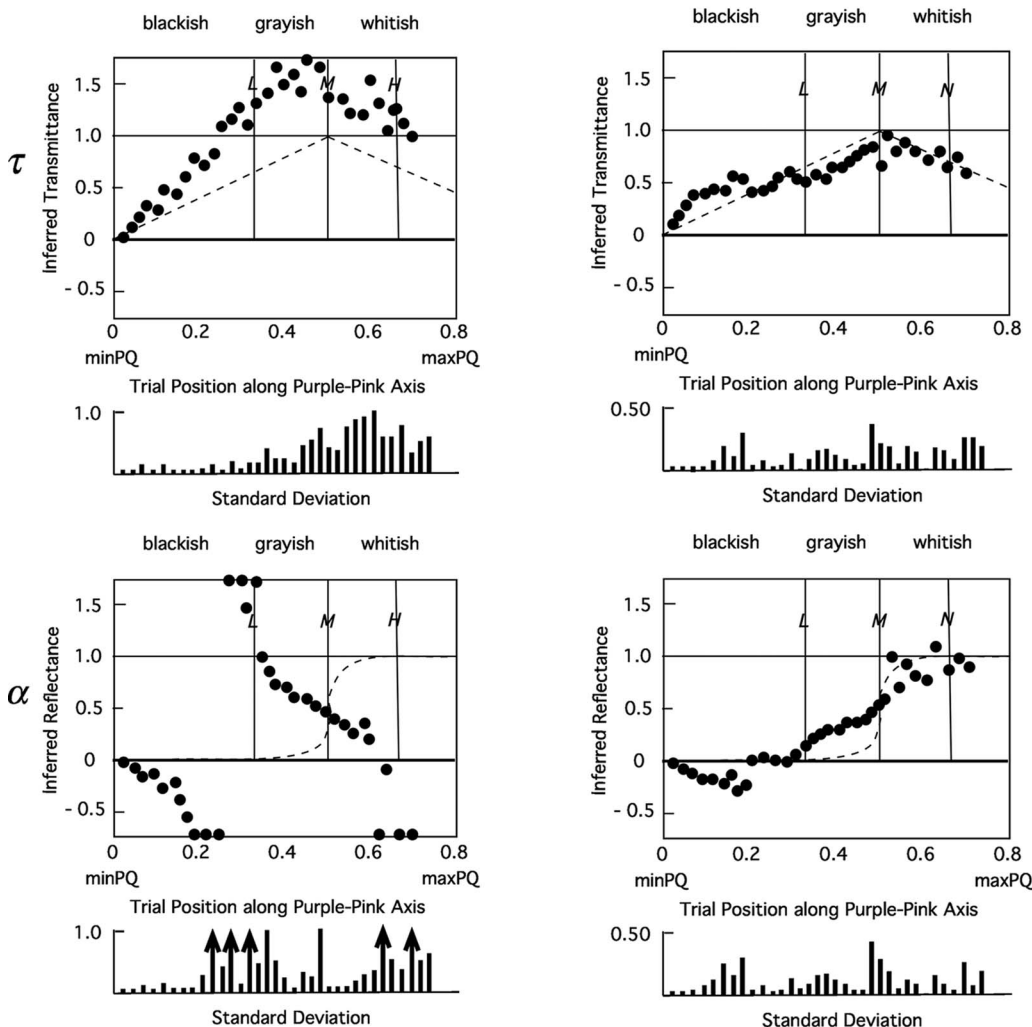 blackish grayish whitish
1.5
1.0
0
- 0.5
τ
Inferred Transmittance
L M H
0 0.2 0.4 0.6 0.8
minPQ maxPQ
Trial Position along Purple-Pink Axis
1.0
Standard Deviation
blackish grayish whitish
1.5
1.0
0.5
0
- 0.5
Inferred Transmittance
L M N
0 0.2 0.4 0.6 0.8
minPQ maxPQ
Trial Position along Purple-Pink Axis
0.50
Standard Deviation
blackish grayish whitish
1.5
1.0
0.5
0
- 0.5
α
Inferred Reflectance
L M H
0 0.2 0.4 0.6 0.8
minPQ maxPQ
Trial Position along Purple-Pink Axis
1.0
Standard Deviation
blackish grayish whitish
1.5
1.0
0.5
0
- 0.5
Inferred Reflectance
L M N
0 0.2 0.4 0.6 0.8
minPQ maxPQ
Trial Position along Purple-Pink Axis
0.50
Standard Deviation